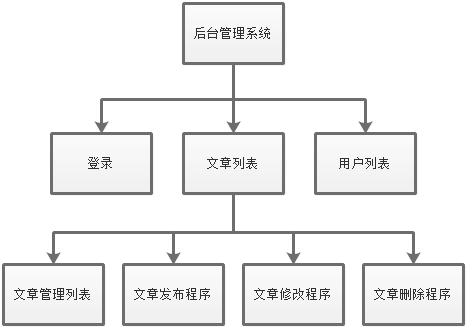 后台管理系统
登录
文章列表
用户列表
文章管理列表
文章发布程序
文章修改程序
文章删除程序